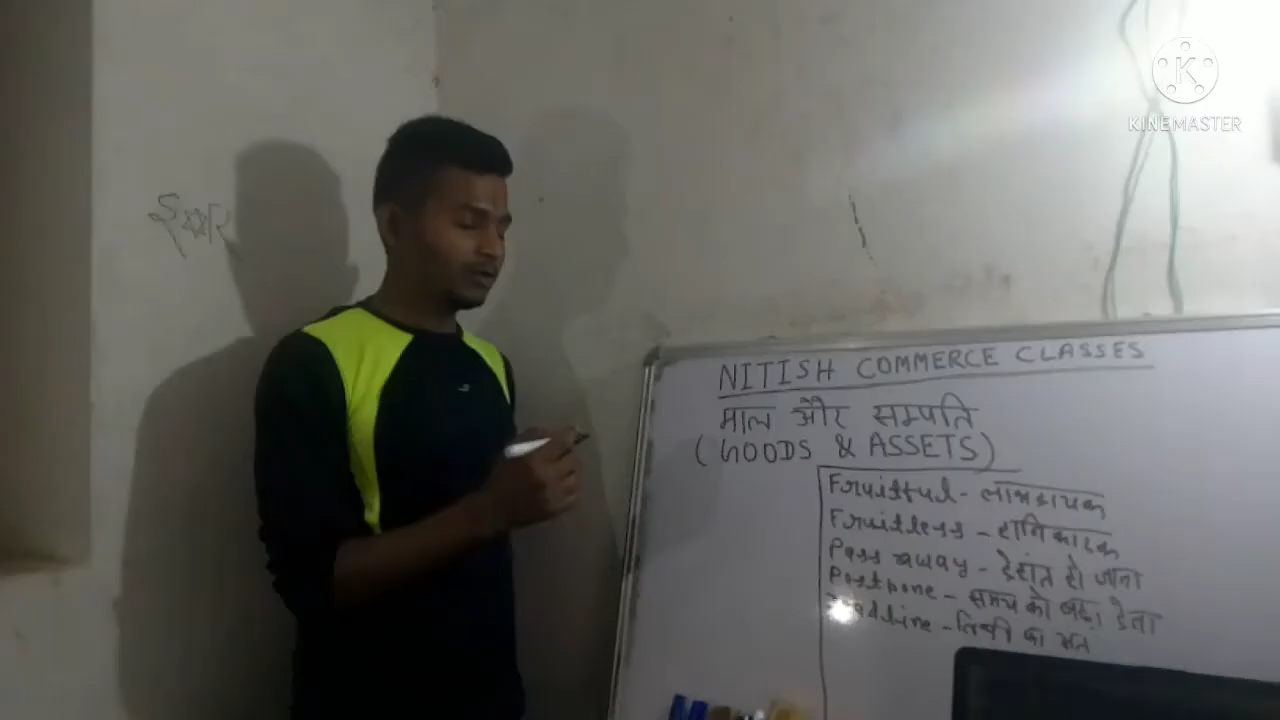 KINEMASTER
NITISH COMMERCE CLASSES
माल और सम्पति
(GOODS & ASSETS)
Fruitful - लाभदायक
Fruitless - हानिकारक
Pass away - देहांत हो जाना
Postpone - समय को बढ़ा देना
Deadline - तिथी का अंत